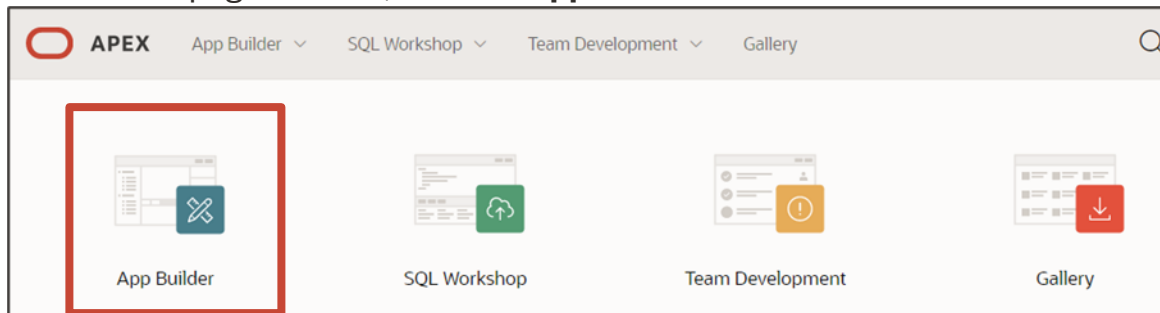 APEX App Builder SQL Workshop Team Development Gallery
App Builder SQL Workshop Team Development Gallery